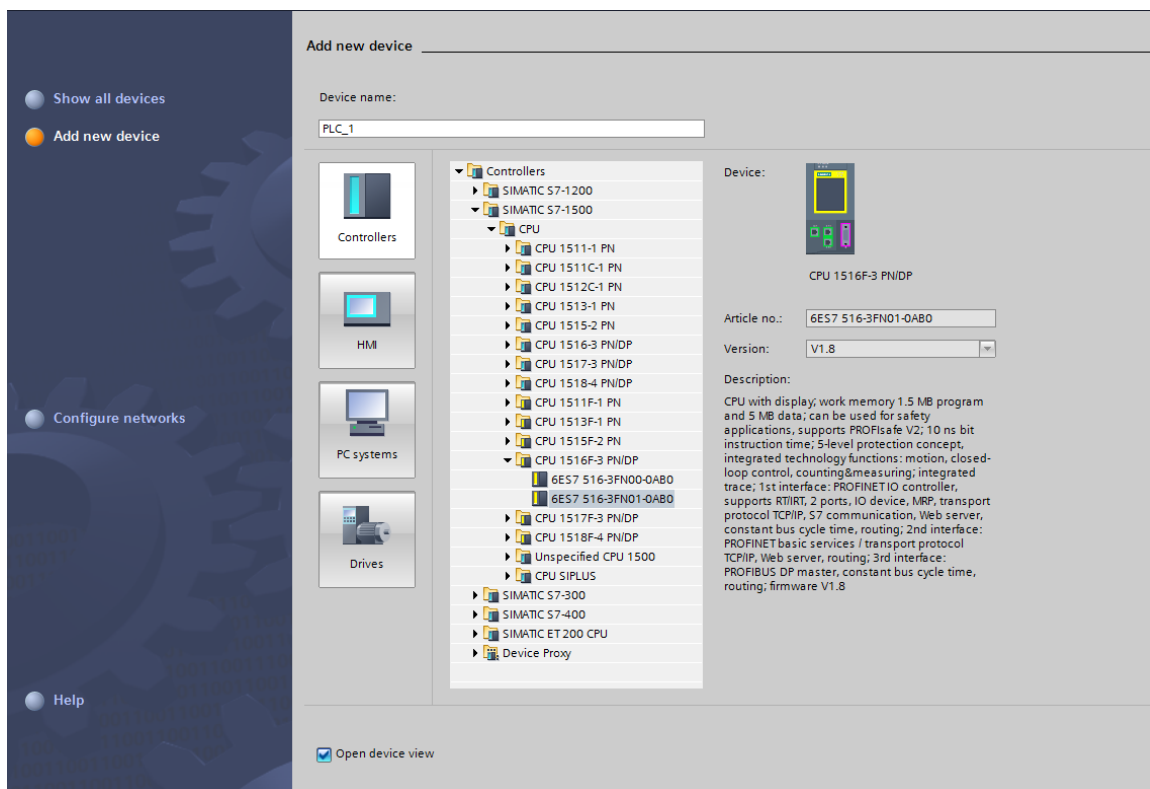 Add new device
Show all devices
Add new device
Configure networks
Help
Device name:
PLC_1
Controllers
HMI
PC systems
Drives
Controllers
SIMATIC S7-1200
SIMATIC S7-1500
CPU
CPU 1511-1 PN
CPU 1511C-1 PN
CPU 1512C-1 PN
CPU 1513-1 PN
CPU 1515-2 PN
CPU 1516-3 PN/DP
CPU 1517-3 PN/DP
CPU 1518-4 PN/DP
CPU 1511F-1 PN
CPU 1513F-1 PN
CPU 1515F-2 PN
CPU 1516F-3 PN/DP
6ES7 516-3FN00-0AB0
6ES7 516-3FN01-0AB0
CPU 1517F-3 PN/DP
CPU 1518F-4 PN/DP
Unspecified CPU 1500
CPU SIPLUS
SIMATIC S7-300
SIMATIC S7-400
SIMATIC ET 200 CPU
Device Proxy
Device:
CPU 1516F-3 PN/DP
Article no.:
6ES7 516-3FN01-0AB0
Version:
V1.8
Description:
CPU with display; work memory 1.5 MB program
and 5 MB data; can be used for safety
applications, supports PROFIsafe V2; 10 ns bit
instruction time; 5-level protection concept,
integrated technology functions: motion, closed-
loop control, counting&measuring; integrated
trace; 1st interface: PROFINET IO controller,
supports RT/IRT, 2 ports, IO device, MRP, transport
protocol TCP/IP, S7 communication, Web server,
constant bus cycle time, routing; 2nd interface:
PROFINET basic services / transport protocol
TCP/IP, Web server, routing; 3rd interface:
PROFIBUS DP master, constant bus cycle time,
routing; firmware V1.8
Open device view